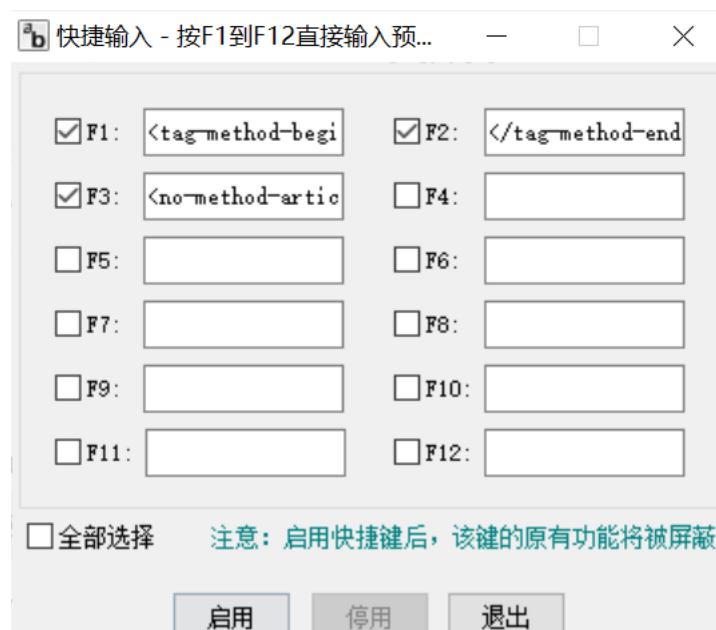 快捷输入 - 按F1到F12直接输入预...
F1: <tag-method-begi F2: </tag-method-end
F3: <no-method-artic F4:
F5: F6:
F7: F8:
F9: F10:
F11: F12:
全部选择 注意：启用快捷键后，该键的原有功能将被屏蔽
启用 停用 退出